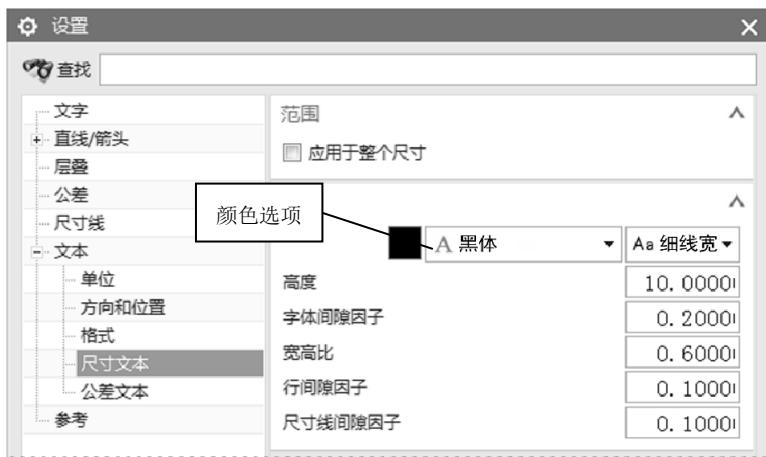 设置
查找
文字
直线/箭头
层叠
公差
尺寸线
文本
单位
方向和位置
格式
尺寸文本
公差文本
参考
范围
应用于整个尺寸
颜色选项
A 黑体
Aa 细线宽
高度 10.0000
字体间隙因子 0.2000
宽高比 0.6000
行间隙因子 0.1000
尺寸线间隙因子 0.1000